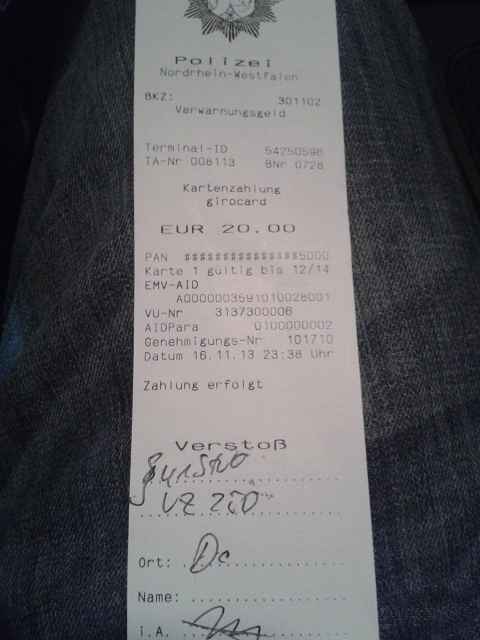 Polizei
Nordrhein-Westfalen
BKZ: 301102
Verwarnungsgeld
Terminal-ID 54250596
TA-Nr 008113 BNr 0728
Kartenzahlung
girocard
EUR 20.00
PAN $$$$$$$$$$$$$$$5000
Karte 1 gültig bis 12/14
EMV-AID
A0000003591010028001
VU-Nr 3137300006
AIDPara 0100000002
Genehmigungs-Nr 101710
Datum 16.11.13 23:38 Uhr
Zahlung erfolgt
Verstoß
VZ 250
Ort:
Name:
i.A.